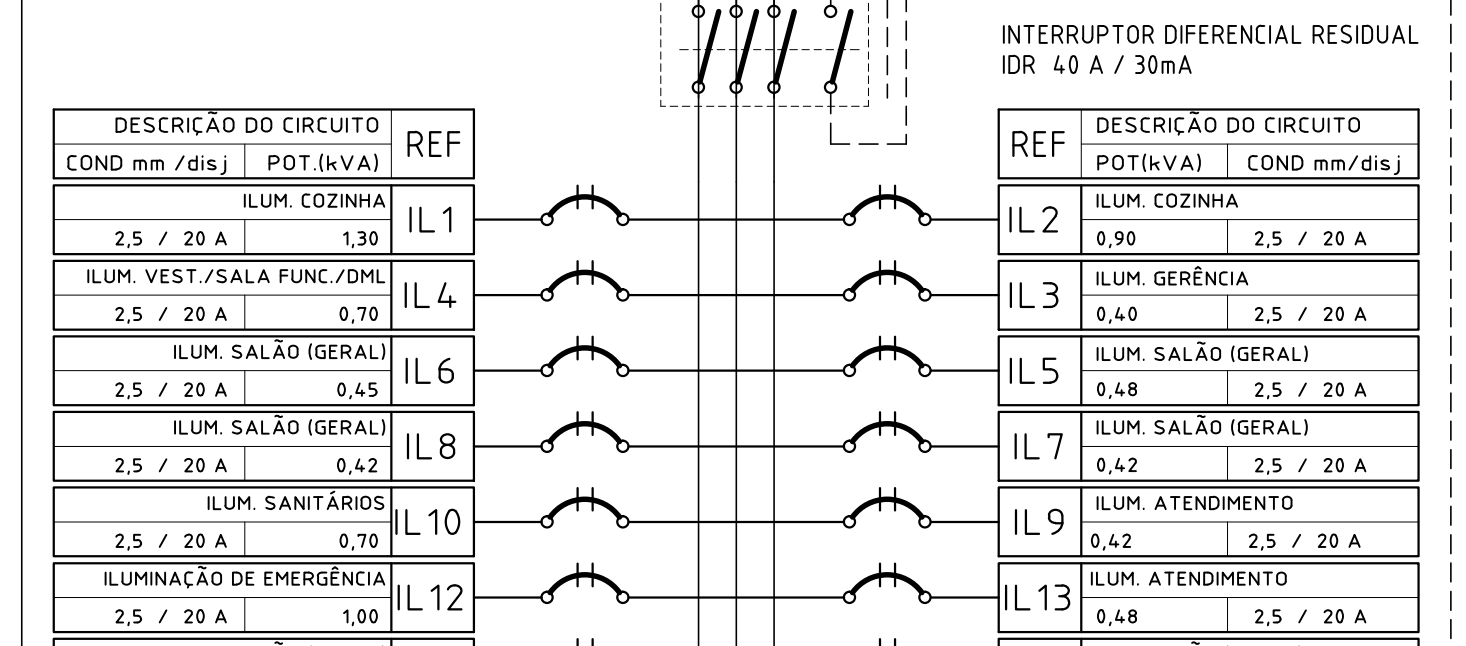 INTERRUPTOR DIFERENCIAL RESIDUAL
IDR 40 A / 30mA
DESCRIÇÃO DO CIRCUITO
REF
COND mm /disj POT.(kVA)
ILUM. COZINHA
IL1
2,5 / 20 A 1,30
ILUM. VEST./SALA FUNC./DML
IL4
2,5 / 20 A 0,70
ILUM. SALÃO (GERAL)
IL6
2,5 / 20 A 0,45
ILUM. SALÃO (GERAL)
IL8
2,5 / 20 A 0,42
ILUM. SANITÁRIOS
IL10
2,5 / 20 A 0,70
ILUMINAÇÃO DE EMERGÊNCIA
IL12
2,5 / 20 A 1,00
REF
DESCRIÇÃO DO CIRCUITO
POT(kVA) COND mm/disj
IL2
ILUM. COZINHA
0,90 2,5 / 20 A
IL3
ILUM. GERÊNCIA
0,40 2,5 / 20 A
IL5
ILUM. SALÃO (GERAL)
0,48 2,5 / 20 A
IL7
ILUM. SALÃO (GERAL)
0,42 2,5 / 20 A
IL9
ILUM. ATENDIMENTO
0,42 2,5 / 20 A
IL13
ILUM. ATENDIMENTO
0,48 2,5 / 20 A